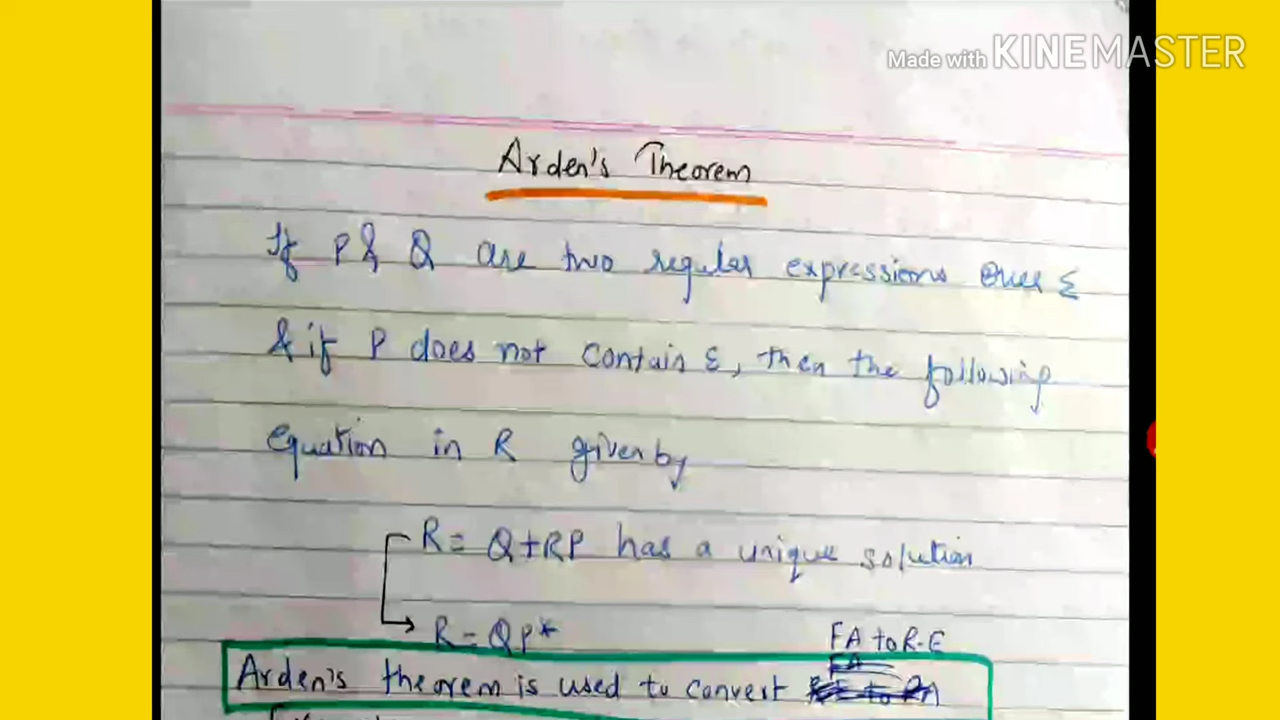 Made with KINEMASTER
Arden's Theorem
If P & Q are two regular expressions over Σ
& if P does not contain ε, then the following
equation in R given by
R = Q+RP has a unique solution
R = QP*
FA to R.E
FA
Arden's theorem is used to convert